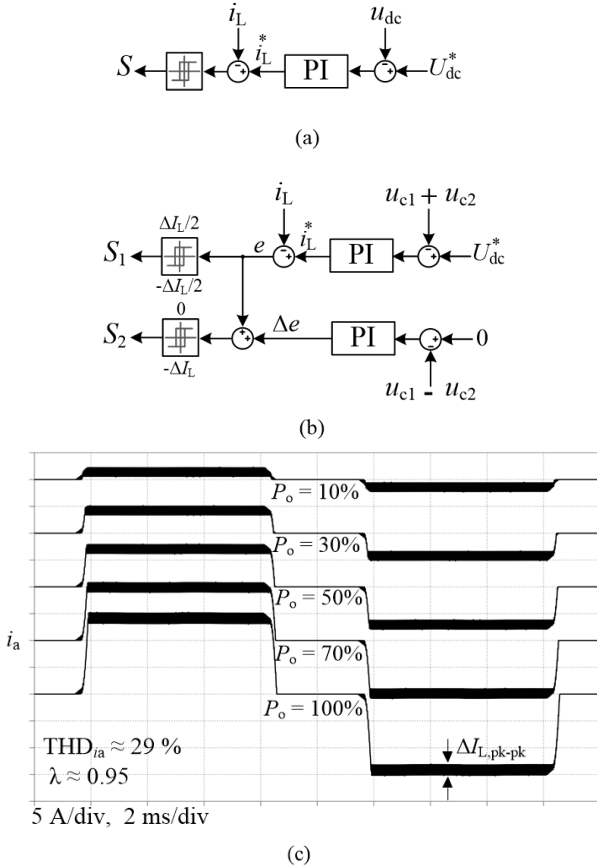 i_L u_dc
S i_L^* PI U_dc^*
(a)
i_L u_c1 + u_c2
ΔI_L/2
S_1 e i_L^* PI U_dc^*
-ΔI_L/2
0
S_2 Δe PI 0
-ΔI_L
u_c1 - u_c2
(b)
P_o = 10%
P_o = 30%
P_o = 50%
i_a
P_o = 70%
P_o = 100%
THD_ia ≈ 29 %
ΔI_L,pk-pk
λ ≈ 0.95
5 A/div, 2 ms/div
(c)